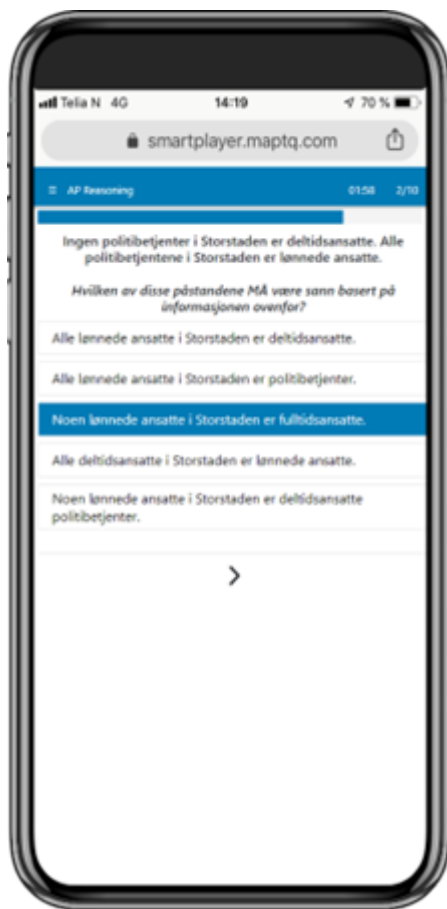 Telia N 4G 14:19 70 %
smartplayer.maptq.com
AP Reasoning 01:58 2/10
Ingen politibetjenter i Storstaden er deltidsansatte. Alle
politibetjentene i Storstaden er lønnede ansatte.
Hvilken av disse påstandene MÅ være sann basert på
informasjonen ovenfor?
Alle lønnede ansatte i Storstaden er deltidsansatte.
Alle lønnede ansatte i Storstaden er politibetjenter.
Noen lønnede ansatte i Storstaden er fulltidsansatte.
Alle deltidsansatte i Storstaden er lønnede ansatte.
Noen lønnede ansatte i Storstaden er deltidsansatte
politibetjenter.